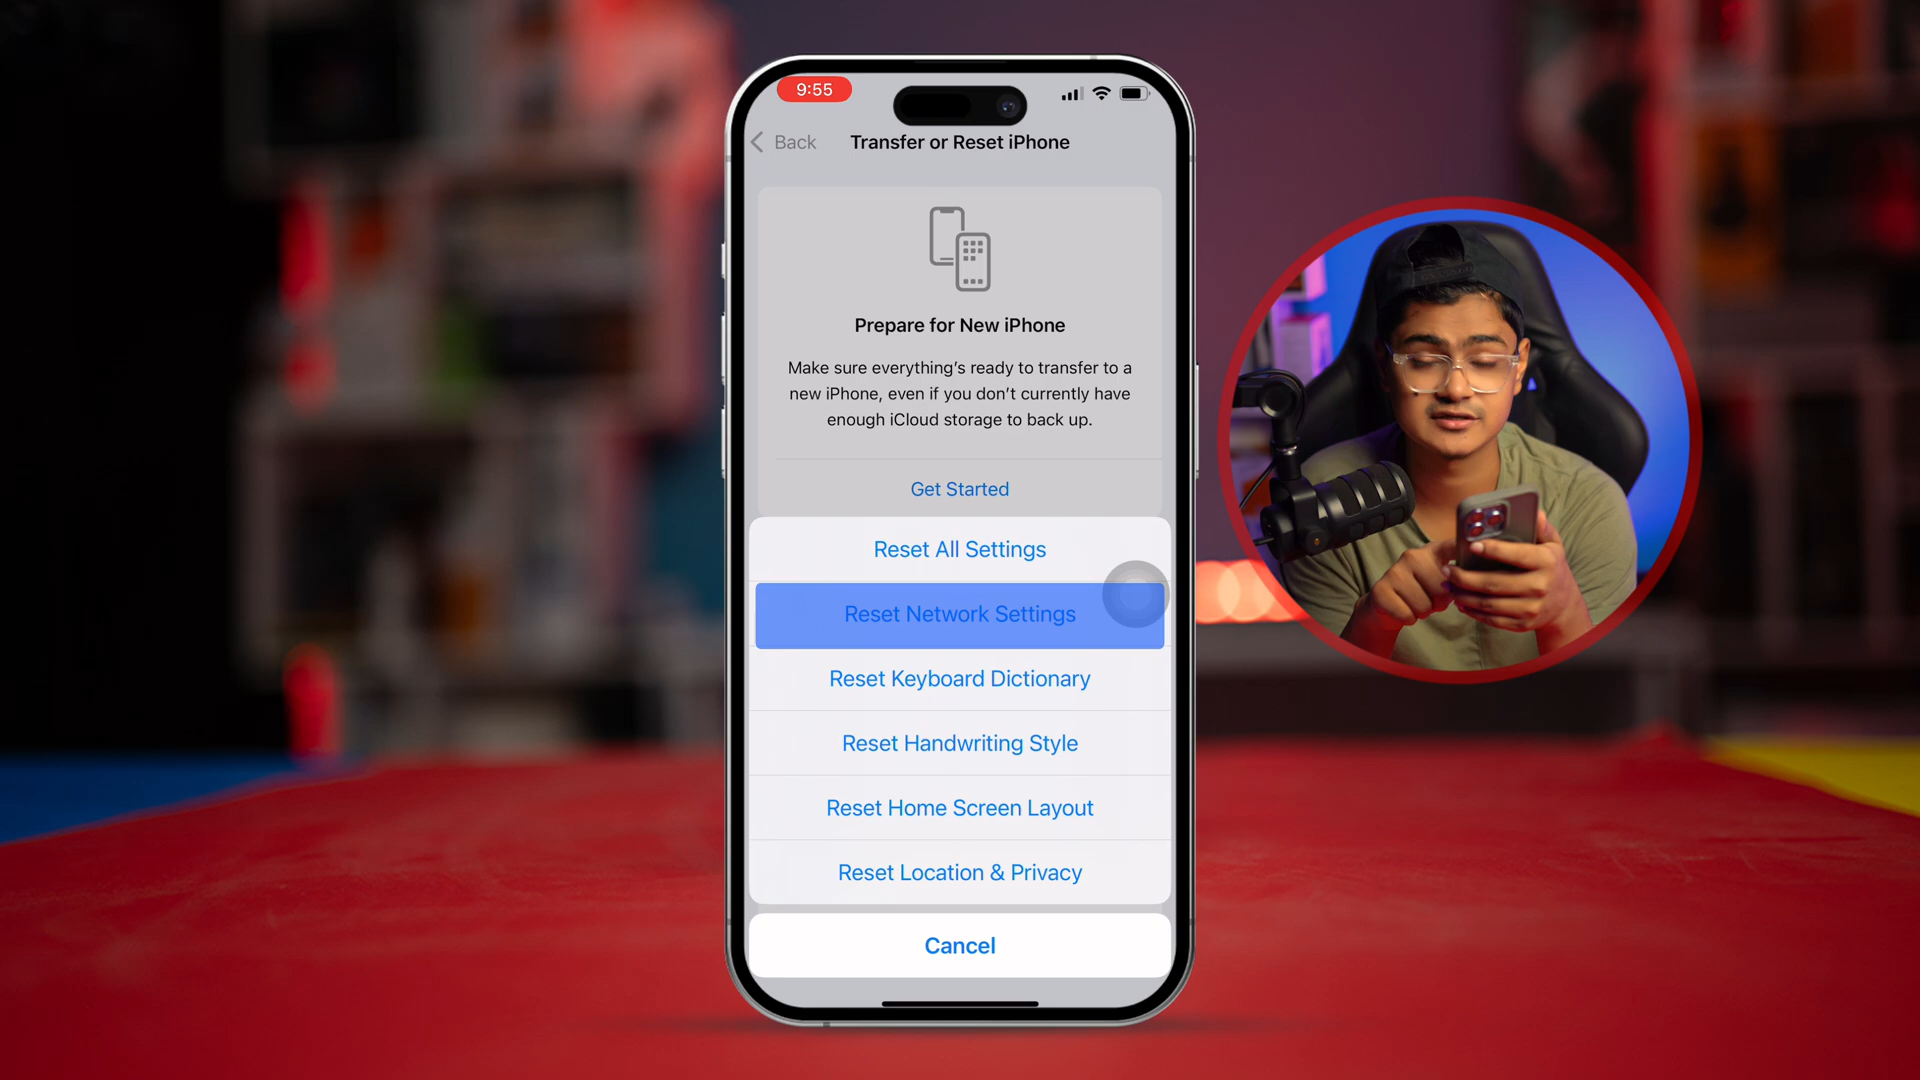 9:55
Back
Transfer or Reset iPhone
Prepare for New iPhone
Make sure everything’s ready to transfer to a
new iPhone, even if you don’t currently have
enough iCloud storage to back up.
Get Started
Reset All Settings
Reset Network Settings
Reset Keyboard Dictionary
Reset Handwriting Style
Reset Home Screen Layout
Reset Location & Privacy
Cancel